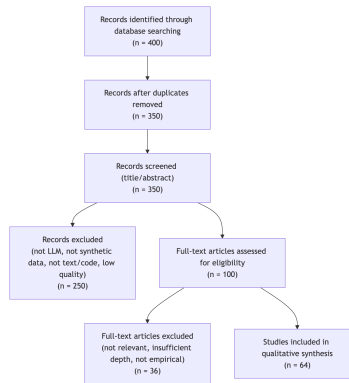 Records identified through
database searching
(n = 400)
Records after duplicates
removed
(n = 350)
Records screened
(title/abstract)
(n = 350)
Records excluded
(not LLM, not synthetic
data, not text/code, low
quality)
(n = 250)
Full-text articles assessed
for eligibility
(n = 100)
Full-text articles excluded
(not relevant, insufficient
depth, not empirical)
(n = 36)
Studies included in
qualitative synthesis
(n = 64)